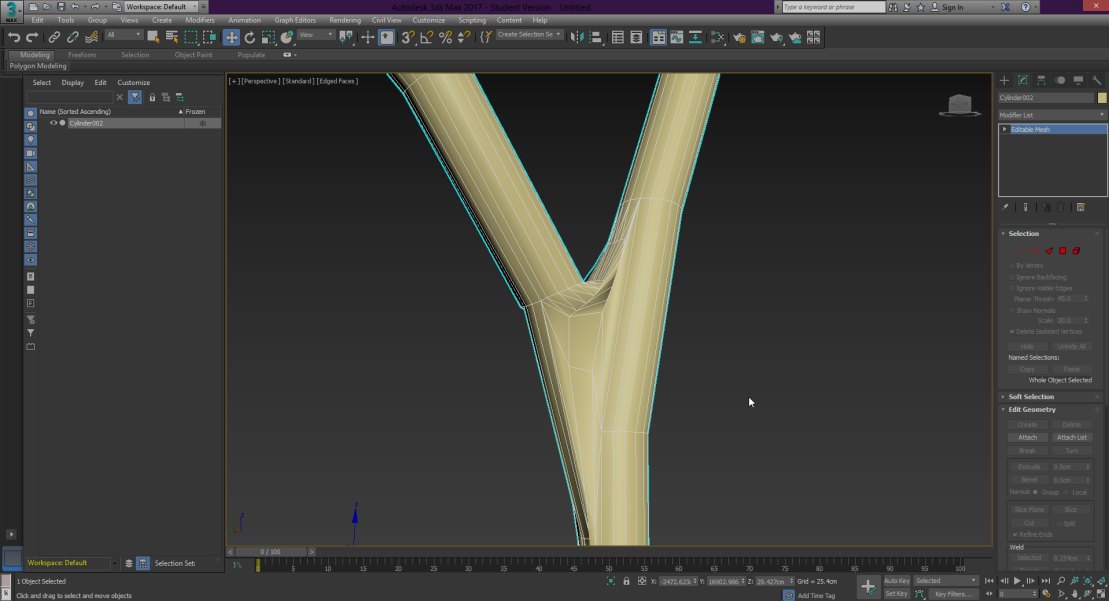 Autodesk 3ds Max 2017 - Student Version Untitled
3
MAX
Workspace: Default
Type a keyword or phrase
Sign In
Edit Tools Group Views Create Modifiers Animation Graph Editors Rendering Civil View Customize Scripting Content Help
All
View
Create Selection Se
Modeling Freeform Selection Object Paint Populate
Polygon Modeling
Select Display Edit Customize
Name (Sorted Ascending) ▲ Frozen
Cylinder002
[+] [Perspective] [Standard] [Edged Faces]
Cylinder002
Modifier List
Editable Mesh
Selection
By Vertex
Ignore Backfacing
Ignore Visible Edges
Planar Thresh: 45.0
Show Normals
Scale: 20.0
Delete Isolated Vertices
Hide Unhide All
Named Selections:
Copy Paste
Whole Object Selected
Soft Selection
Edit Geometry
Create Delete
Attach Attach List
Break Turn
Extrude 0.0cm
Bevel 0.0cm
Normal: Group Local
Slice Plane Slice
Cut Split
Refine Ends
Weld
Selected 0.254cm
z
< 0 / 100 >
0 5 10 15 20 25 30 35 40 45 50 55 60 65 70 75 80 85 90 95 100
Workspace: Default
Selection Set:
1 Object Selected
X: -2472.623c Y: 16902.986 Z: 29.427cm Grid = 25.4cm
Auto Key Selected
Click and drag to select and move objects
Add Time Tag
Set Key Key Filters...
0